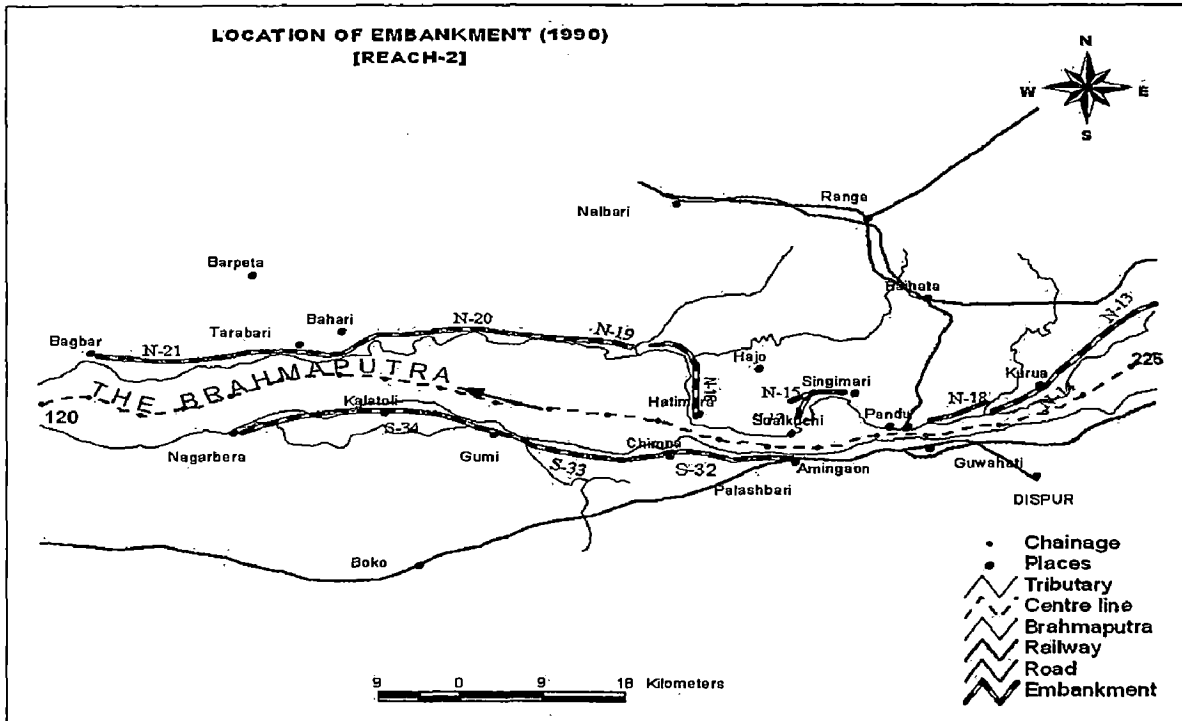 LOCATION OF EMBANKMENT (1990)
[REACH-2]
N
W E
S
Ranga
Nalbari
Barpeta
Baihata
N-13
Bahari
N-20
Tarabari
N-19
Bagbar
N-21
Hajo
225
THE BRAHMAPUTRA
Kurua
N-15
Singimari
N-18
120
Kalatoli
Hatimura
Pandu
Sualkuchi
S-34
Chimna
Nagarbera
Gumi
Guwahati
S-33
S-32
Amingaon
Palashbari
DISPUR
Boko
Chainage
Places
Tributary
Centre line
Brahmaputra
Railway
Road
Embankment
9 0 9 18 Kilometers